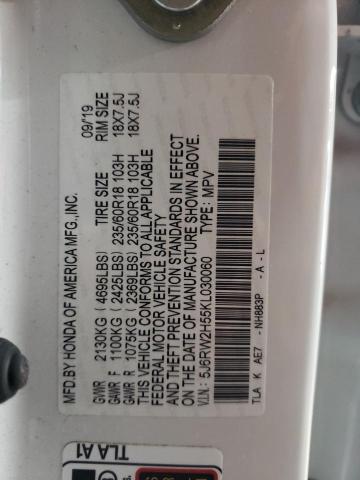 MFD.BY HONDA OF AMERICA MFG.,INC. 09/19
TIRE SIZE RIM SIZE
GVWR 2130KG ( 4695LBS)
GAWR F 1100KG ( 2425LBS) 235/60R18 103H 18X7.5J
GAWR R 1075KG ( 2369LBS) 235/60R18 103H 18X7.5J
THIS VEHICLE CONFORMS TO ALL APPLICABLE
FEDERAL MOTOR VEHICLE SAFETY
AND THEFT PREVENTION STANDARDS IN EFFECT
ON THE DATE OF MANUFACTURE SHOWN ABOVE.
V.I.N.: 5J6RW2H55KL030060 TYPE: MPV
TLA K AE7 - NH883P - A - L
TLA A1